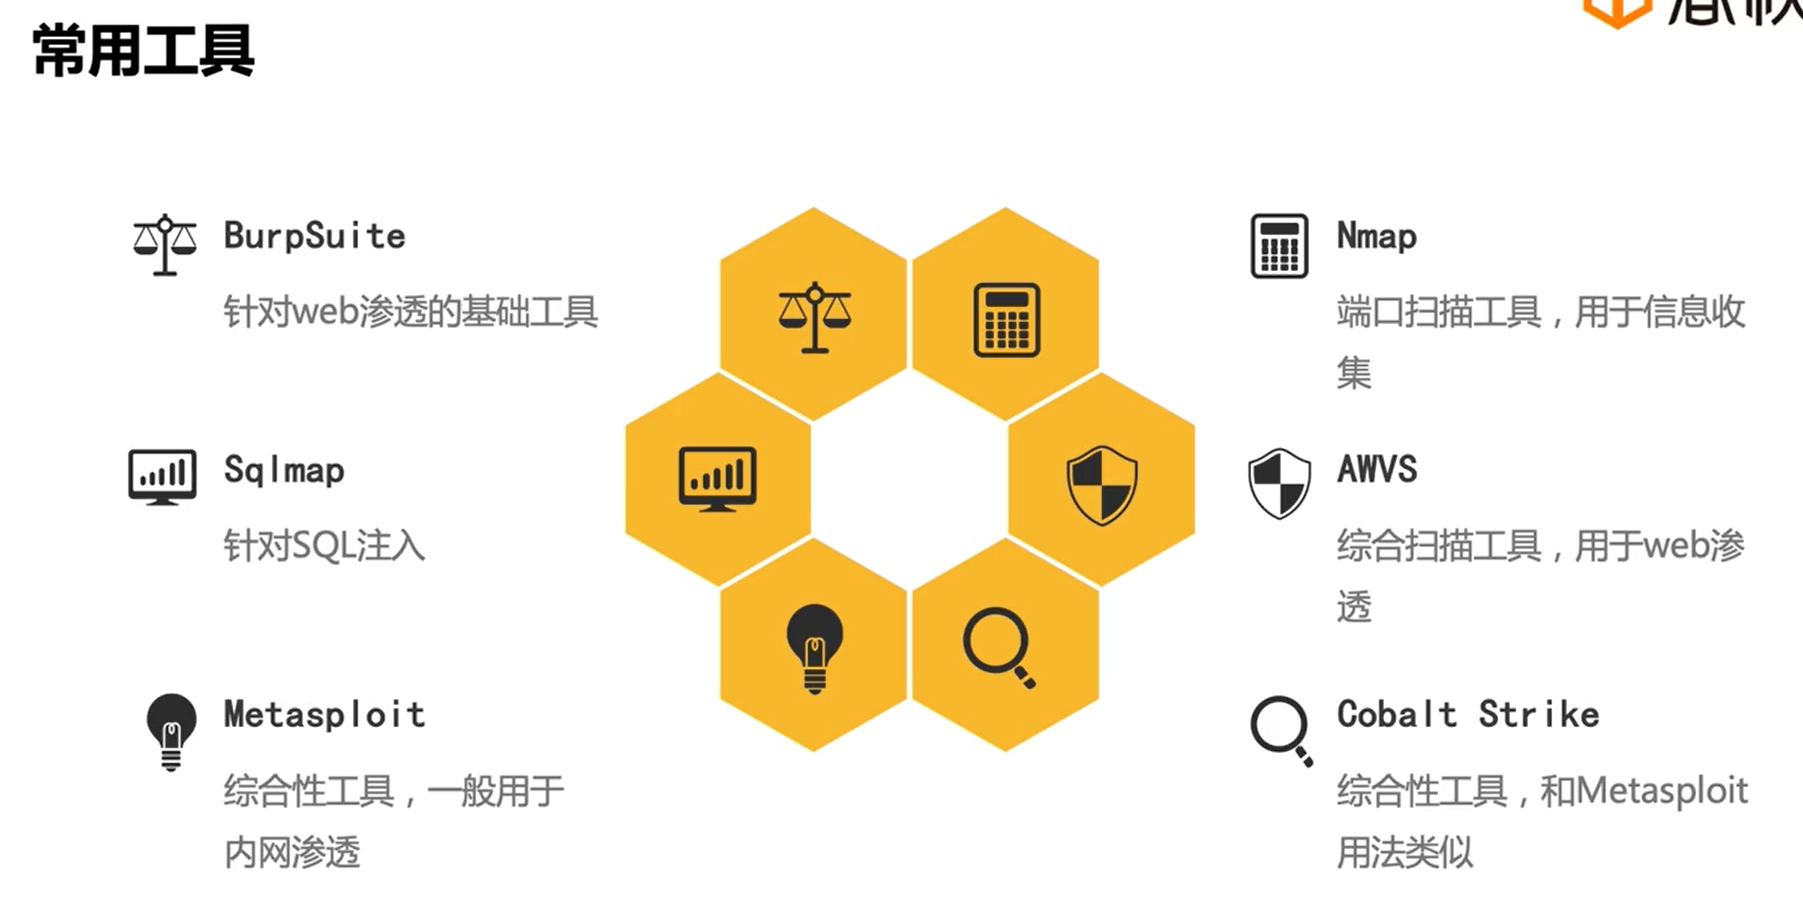 常用工具
BurpSuite
针对web渗透的基础工具
Sqlmap
针对SQL注入
Metasploit
综合性工具，一般用于
内网渗透
Nmap
端口扫描工具，用于信息收
集
AWVS
综合扫描工具，用于web渗
透
Cobalt Strike
综合性工具，和Metasploit
用法类似